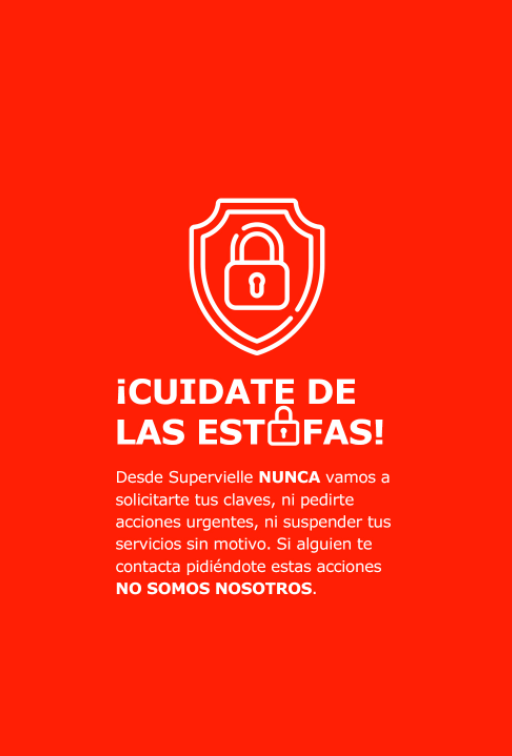 ¡CUIDATE DE
LAS ESTAFAS!
Desde Supervielle NUNCA vamos a
solicitarte tus claves, ni pedirte
acciones urgentes, ni suspender tus
servicios sin motivo. Si alguien te
contacta pidiéndote estas acciones
NO SOMOS NOSOTROS.